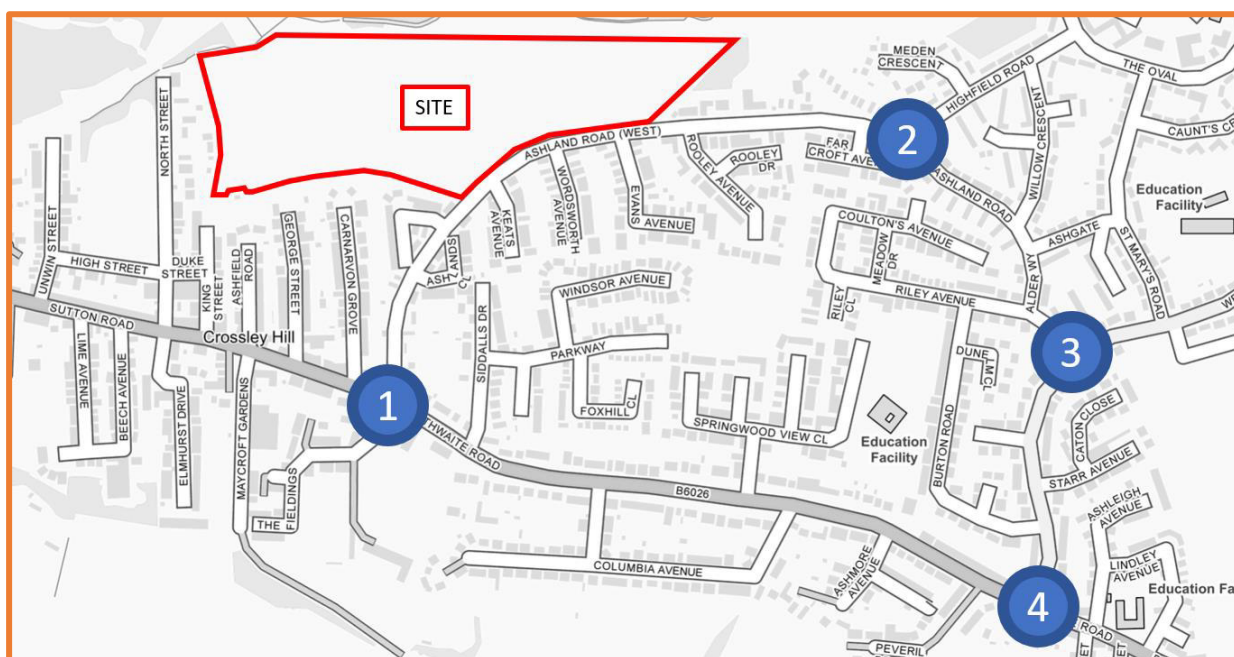 SITE
MEDEN
CRESCENT
HIGHFIELD ROAD
THE OVAL
NORTH STREET
ASHLAND ROAD (WEST)
2
FAR
CROFT AVE
ROOLEY AVENUE
ROOLEY
DR
WILLOW CRESCENT
CAUNT'S
Education
Facility
ASHLAND ROAD
WORDSWORTH
AVENUE
EVANS
AVENUE
KEATS
AVENUE
COULTON'S AVENUE
MEADOW
DR
ASHGATE
ST MARY'S ROAD
UNWIN STREET
HIGH STREET
DUKE
STREET
KING
STREET
ASHFIELD
ROAD
GEORGE STREET
CARNARVON GROVE
ASHLANDS
CL
WINDSOR AVENUE
RILEY
CL
RILEY AVENUE
ALDER WY
SUTTON ROAD
Crossley Hill
SIDDALLS DR
PARKWAY
3
LIME AVENUE
BEECH AVENUE
ELMHURST DRIVE
MAYCROFT GARDENS
1
THWAITE ROAD
FOXHILL
CL
SPRINGWOOD VIEW CL
Education
Facility
BURTON ROAD
DUNE
LM CL
CATON CLOSE
STARR AVENUE
THE
FIELDINGS
B6026
COLUMBIA AVENUE
ASHMORE
AVENUE
ASHLEIGH
AVENUE
LINDLEY
AVENUE
4
Education Fa
ROAD
PEVERIL